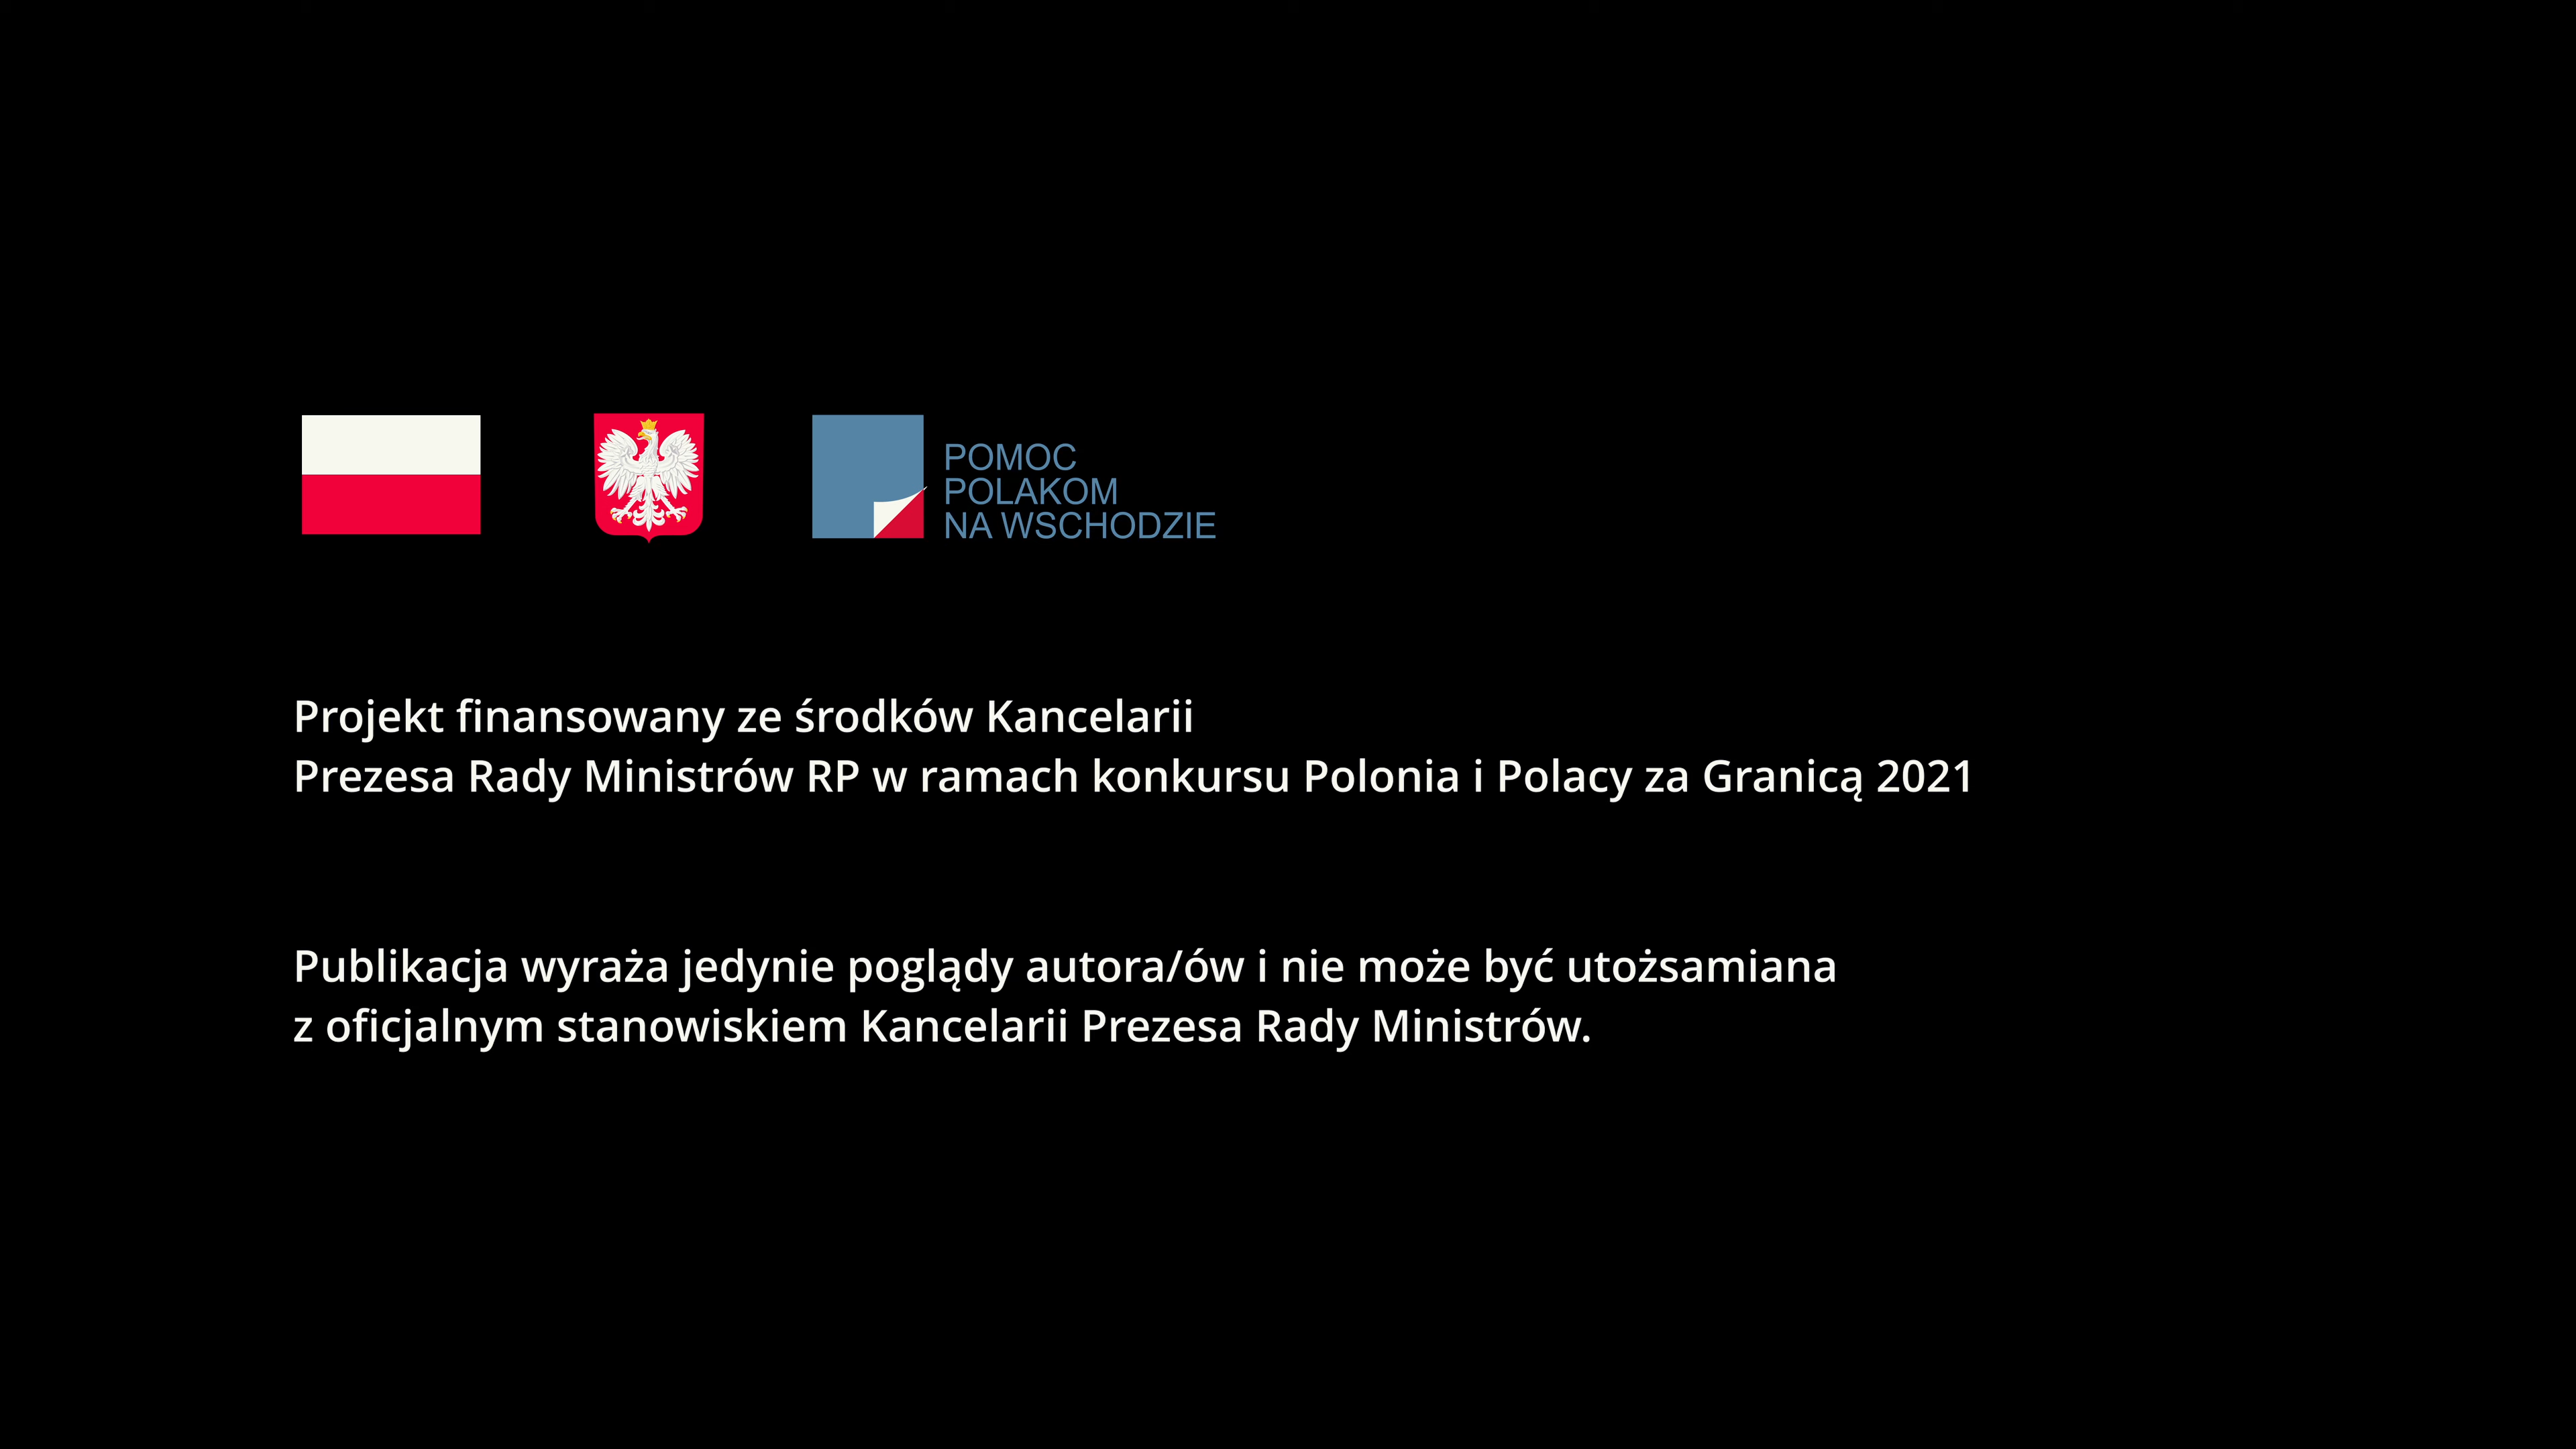 POMOC
POLAKOM
NA WSCHODZIE
Projekt finansowany ze środków Kancelarii
Prezesa Rady Ministrów RP w ramach konkursu Polonia i Polacy za Granicą 2021
Publikacja wyraża jedynie poglądy autora/ów i nie może być utożsamiana
z oficjalnym stanowiskiem Kancelarii Prezesa Rady Ministrów.